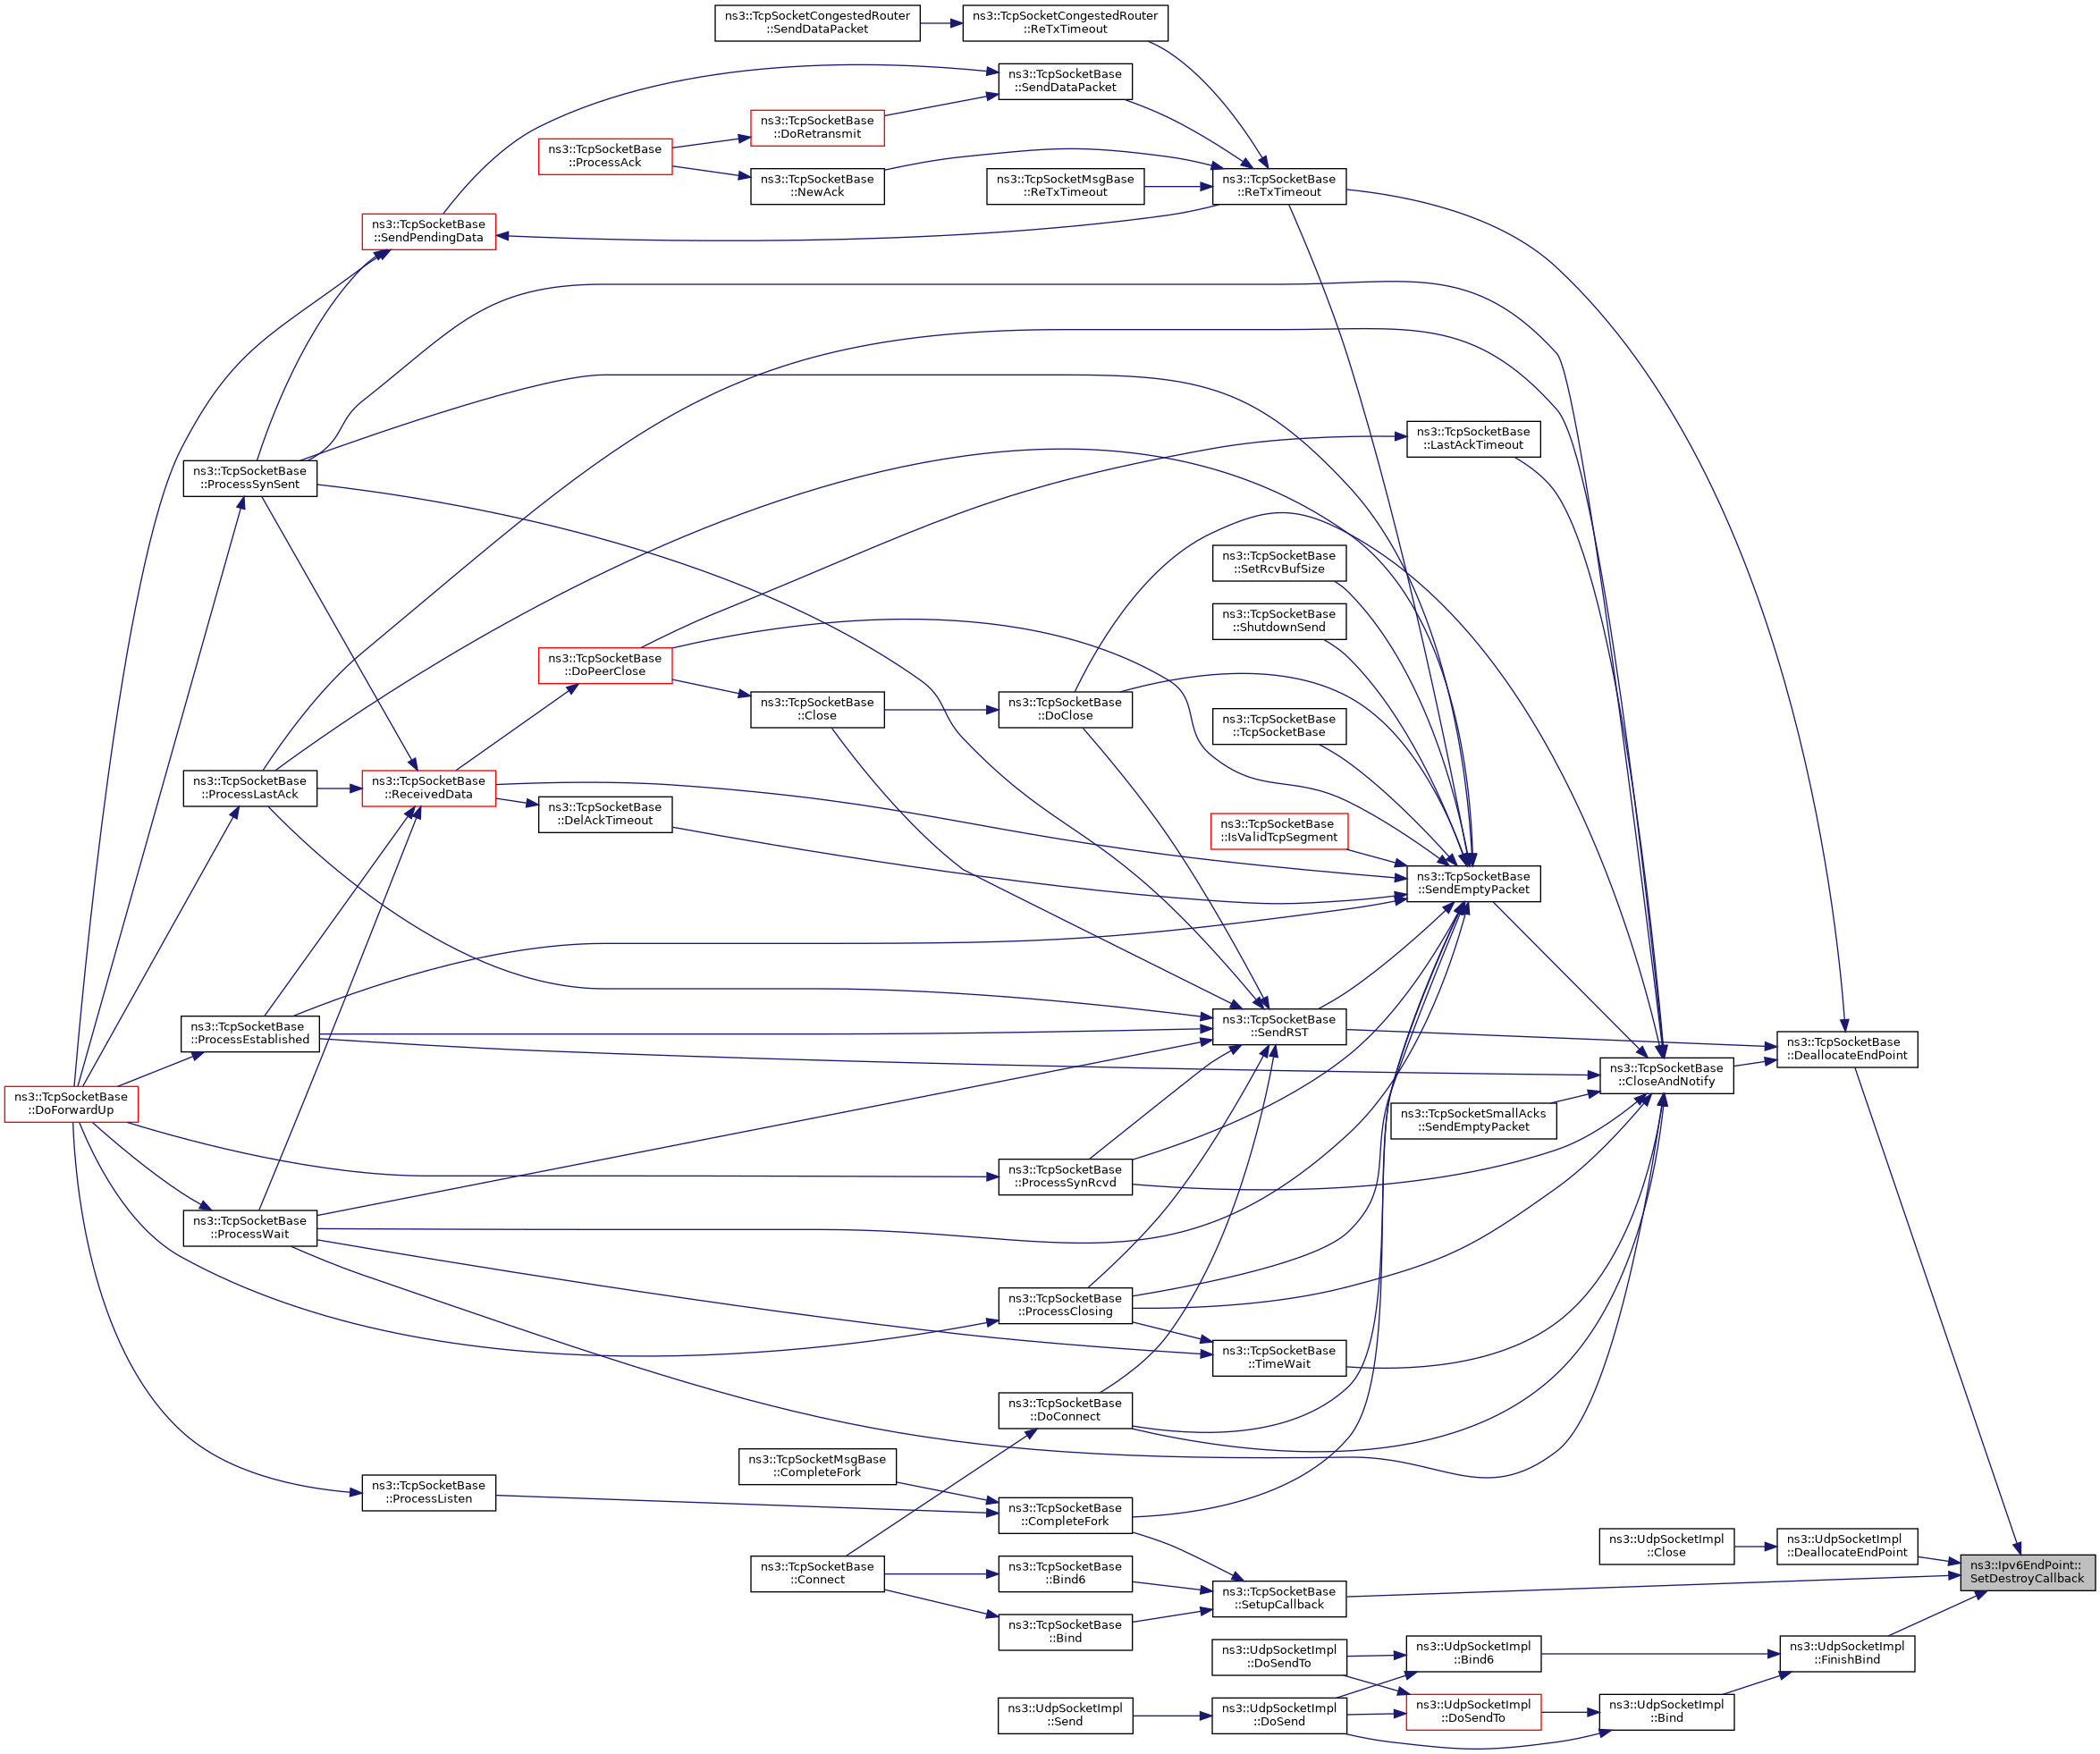 ns3::TcpSocketCongestedRouter
::SendDataPacket
ns3::TcpSocketCongestedRouter
::ReTxTimeout
ns3::TcpSocketBase
::SendDataPacket
ns3::TcpSocketBase
::DoRetransmit
ns3::TcpSocketBase
::ProcessAck
ns3::TcpSocketBase
::NewAck
ns3::TcpSocketMsgBase
::ReTxTimeout
ns3::TcpSocketBase
::ReTxTimeout
ns3::TcpSocketBase
::SendPendingData
ns3::TcpSocketBase
::LastAckTimeout
ns3::TcpSocketBase
::ProcessSynSent
ns3::TcpSocketBase
::SetRcvBufSize
ns3::TcpSocketBase
::ShutdownSend
ns3::TcpSocketBase
::DoPeerClose
ns3::TcpSocketBase
::Close
ns3::TcpSocketBase
::DoClose
ns3::TcpSocketBase
::TcpSocketBase
ns3::TcpSocketBase
::ProcessLastAck
ns3::TcpSocketBase
::ReceivedData
ns3::TcpSocketBase
::DelAckTimeout
ns3::TcpSocketBase
::IsValidTcpSegment
ns3::TcpSocketBase
::SendEmptyPacket
ns3::TcpSocketBase
::ProcessEstablished
ns3::TcpSocketBase
::SendRST
ns3::TcpSocketBase
::DeallocateEndPoint
ns3::TcpSocketBase
::CloseAndNotify
ns3::TcpSocketBase
::DoForwardUp
ns3::TcpSocketSmallAcks
::SendEmptyPacket
ns3::TcpSocketBase
::ProcessSynRcvd
ns3::TcpSocketBase
::ProcessWait
ns3::TcpSocketBase
::ProcessClosing
ns3::TcpSocketBase
::TimeWait
ns3::TcpSocketBase
::DoConnect
ns3::TcpSocketMsgBase
::CompleteFork
ns3::TcpSocketBase
::ProcessListen
ns3::TcpSocketBase
::CompleteFork
ns3::UdpSocketImpl
::Close
ns3::UdpSocketImpl
::DeallocateEndPoint
ns3::TcpSocketBase
::Connect
ns3::TcpSocketBase
::Bind6
ns3::Ipv6EndPoint::
SetDestroyCallback
ns3::TcpSocketBase
::SetupCallback
ns3::TcpSocketBase
::Bind
ns3::UdpSocketImpl
::DoSendTo
ns3::UdpSocketImpl
::Bind6
ns3::UdpSocketImpl
::FinishBind
ns3::UdpSocketImpl
::Send
ns3::UdpSocketImpl
::DoSend
ns3::UdpSocketImpl
::DoSendTo
ns3::UdpSocketImpl
::Bind